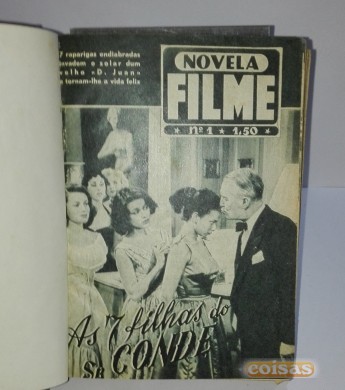 7 raparigas endiabradas
invadem o solar dum
velho «D. Juan»
e tornam-lhe a vida feliz
NOVELA
FILME
Nº 1 1,50
As 7 filhas do
Sr. CONDE
coisas